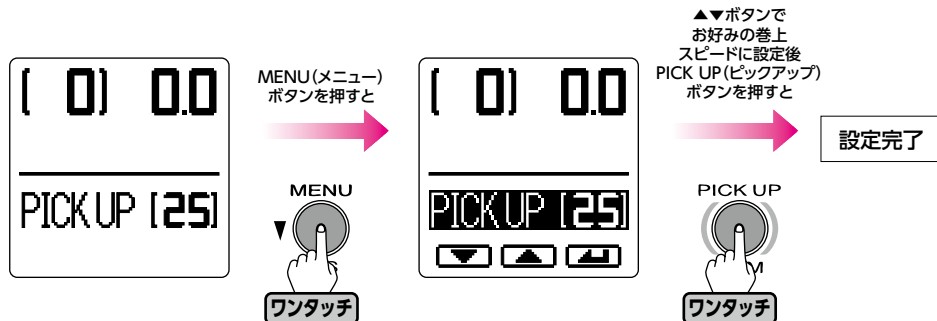 [ 0] 0.0
PICK UP [25]
MENU(メニュー)
ボタンを押すと
MENU
▼
ワンタッチ
[ 0] 0.0
PICK UP [25]
▼ ▲
▲▼ボタンで
お好みの巻上
スピードに設定後
PICK UP(ピックアップ)
ボタンを押すと
PICK UP
M
ワンタッチ
設定完了